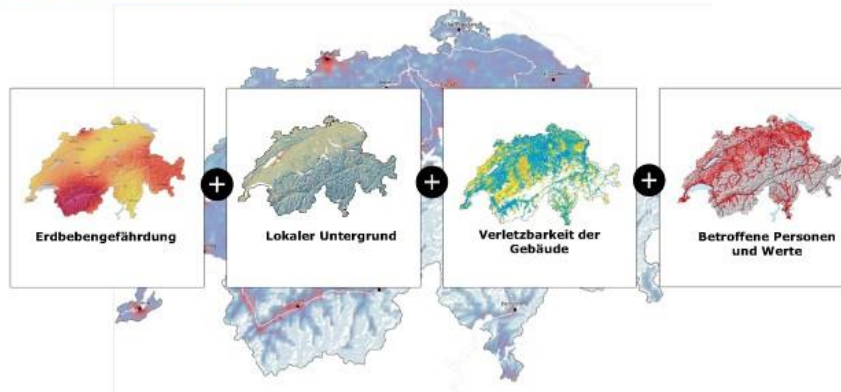 Erdbebengefährdung
Lokaler Untergrund
Verletzbarkeit der
Gebäude
Betroffene Personen
und Werte